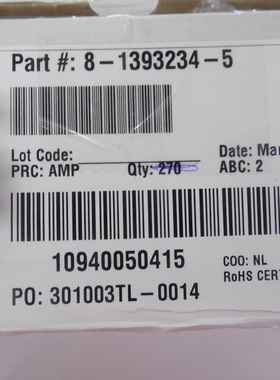 Part #: 8-1393234-5
Lot Code: Date: Mar
PRC: AMP Qty: 270 ABC: 2
10940050415 COO: NL
RoHS CERT
PO: 301003TL-0014